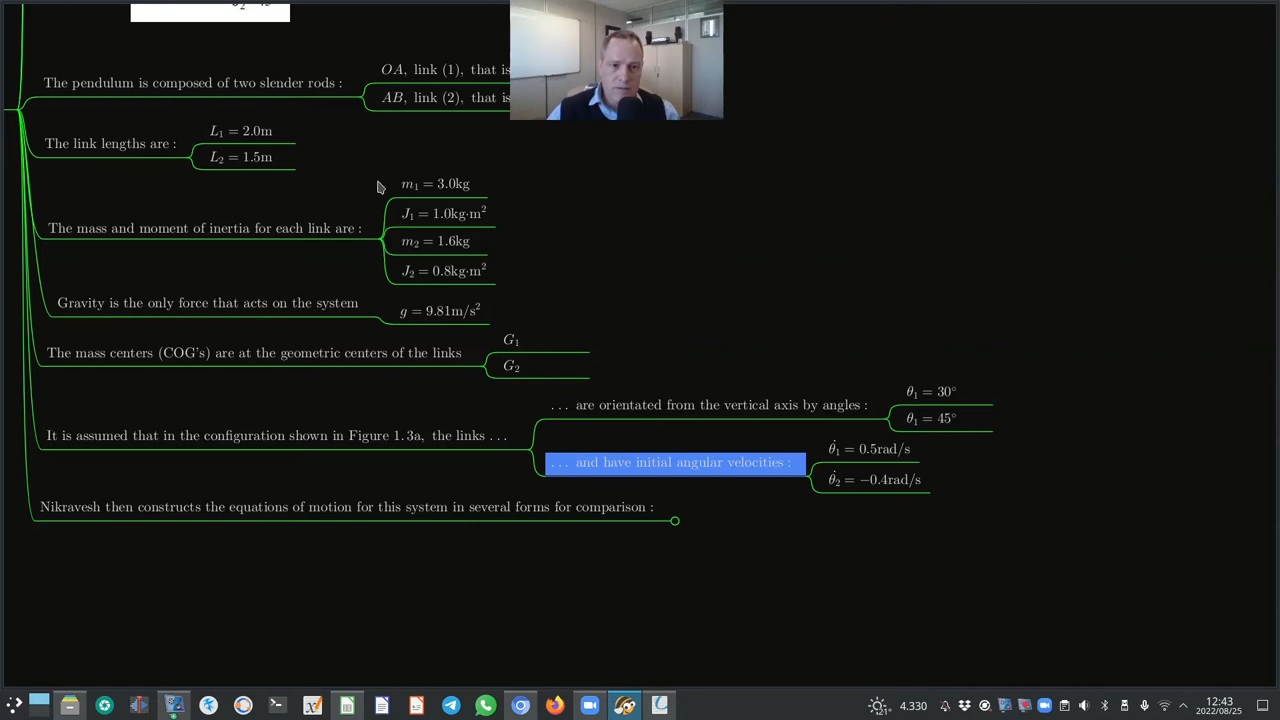 The pendulum is composed of two slender rods :
OA, link (1), that is
AB, link (2), that is
The link lengths are :
L₁ = 2.0m
L₂ = 1.5m
The mass and moment of inertia for each link are :
m₁ = 3.0kg
J₁ = 1.0kg·m²
m₂ = 1.6kg
J₂ = 0.8kg·m²
Gravity is the only force that acts on the system
g = 9.81m/s²
The mass centers (COG's) are at the geometric centers of the links
G₁
G₂
It is assumed that in the configuration shown in Figure 1.3a, the links ...
... are orientated from the vertical axis by angles :
θ₁ = 30°
θ₁ = 45°
... and have initial angular velocities :
θ̇₁ = 0.5rad/s
θ̇₂ = −0.4rad/s
Nikravesh then constructs the equations of motion for this system in several forms for comparison :
4.330
12:43
2022/08/25